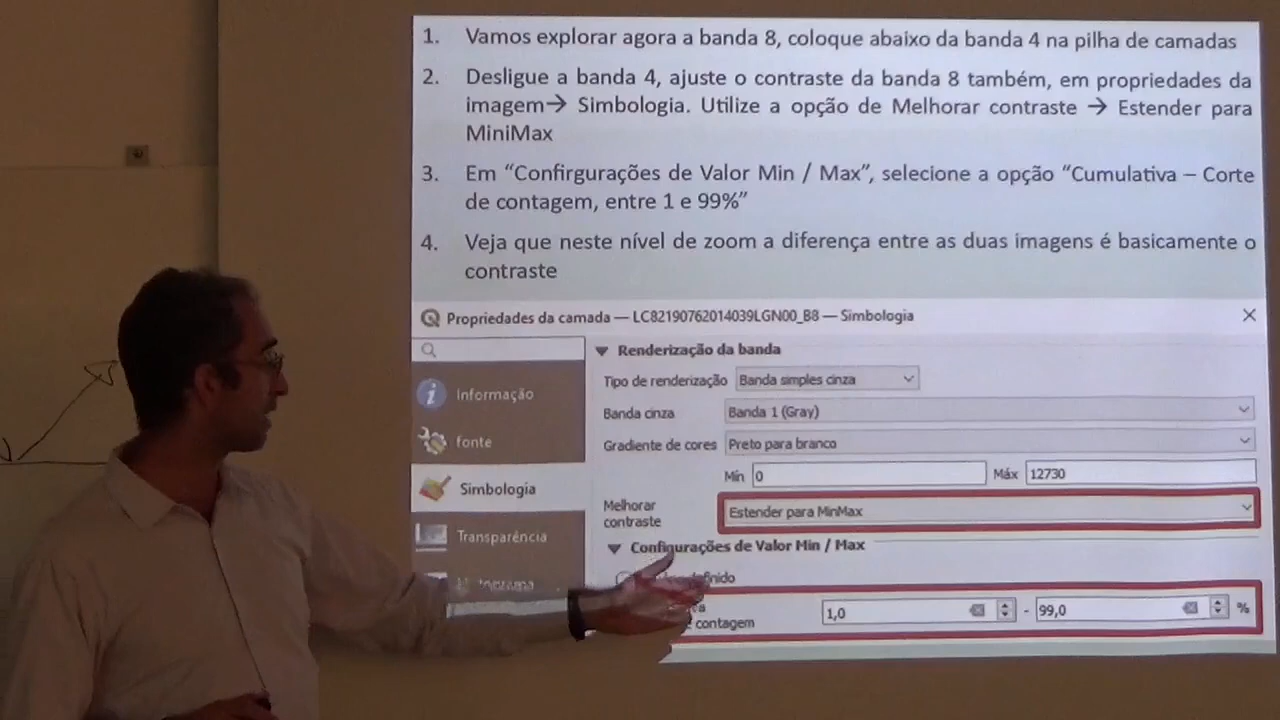 1. Vamos explorar agora a banda 8, coloque abaixo da banda 4 na pilha de camadas
2. Desligue a banda 4, ajuste o contraste da banda 8 também, em propriedades da
imagem→ Simbologia. Utilize a opção de Melhorar contraste → Estender para
MiniMax
3. Em “Confirgurações de Valor Min / Max”, selecione a opção “Cumulativa – Corte
de contagem, entre 1 e 99%”
4. Veja que neste nível de zoom a diferença entre as duas imagens é basicamente o
contraste
Propriedades da camada — LC82190762014039LGN00_B8 — Simbologia
Renderização da banda
Tipo de renderização Banda simples cinza
Informação
Banda cinza Banda 1 (Gray)
fonte
Gradiente de cores Preto para branco
Mín 0 Máx 12730
Simbologia
Melhorar
contraste
Estender para MinMax
Transparência
Configurações de Valor Min / Max
contagem
1,0 - 99,0 %